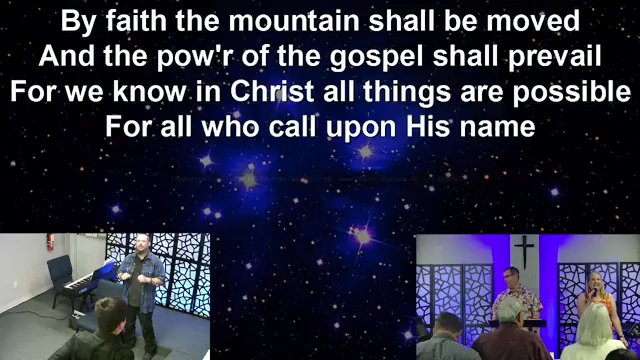 By faith the mountain shall be moved
And the pow'r of the gospel shall prevail
For we know in Christ all things are possible
For all who call upon His name